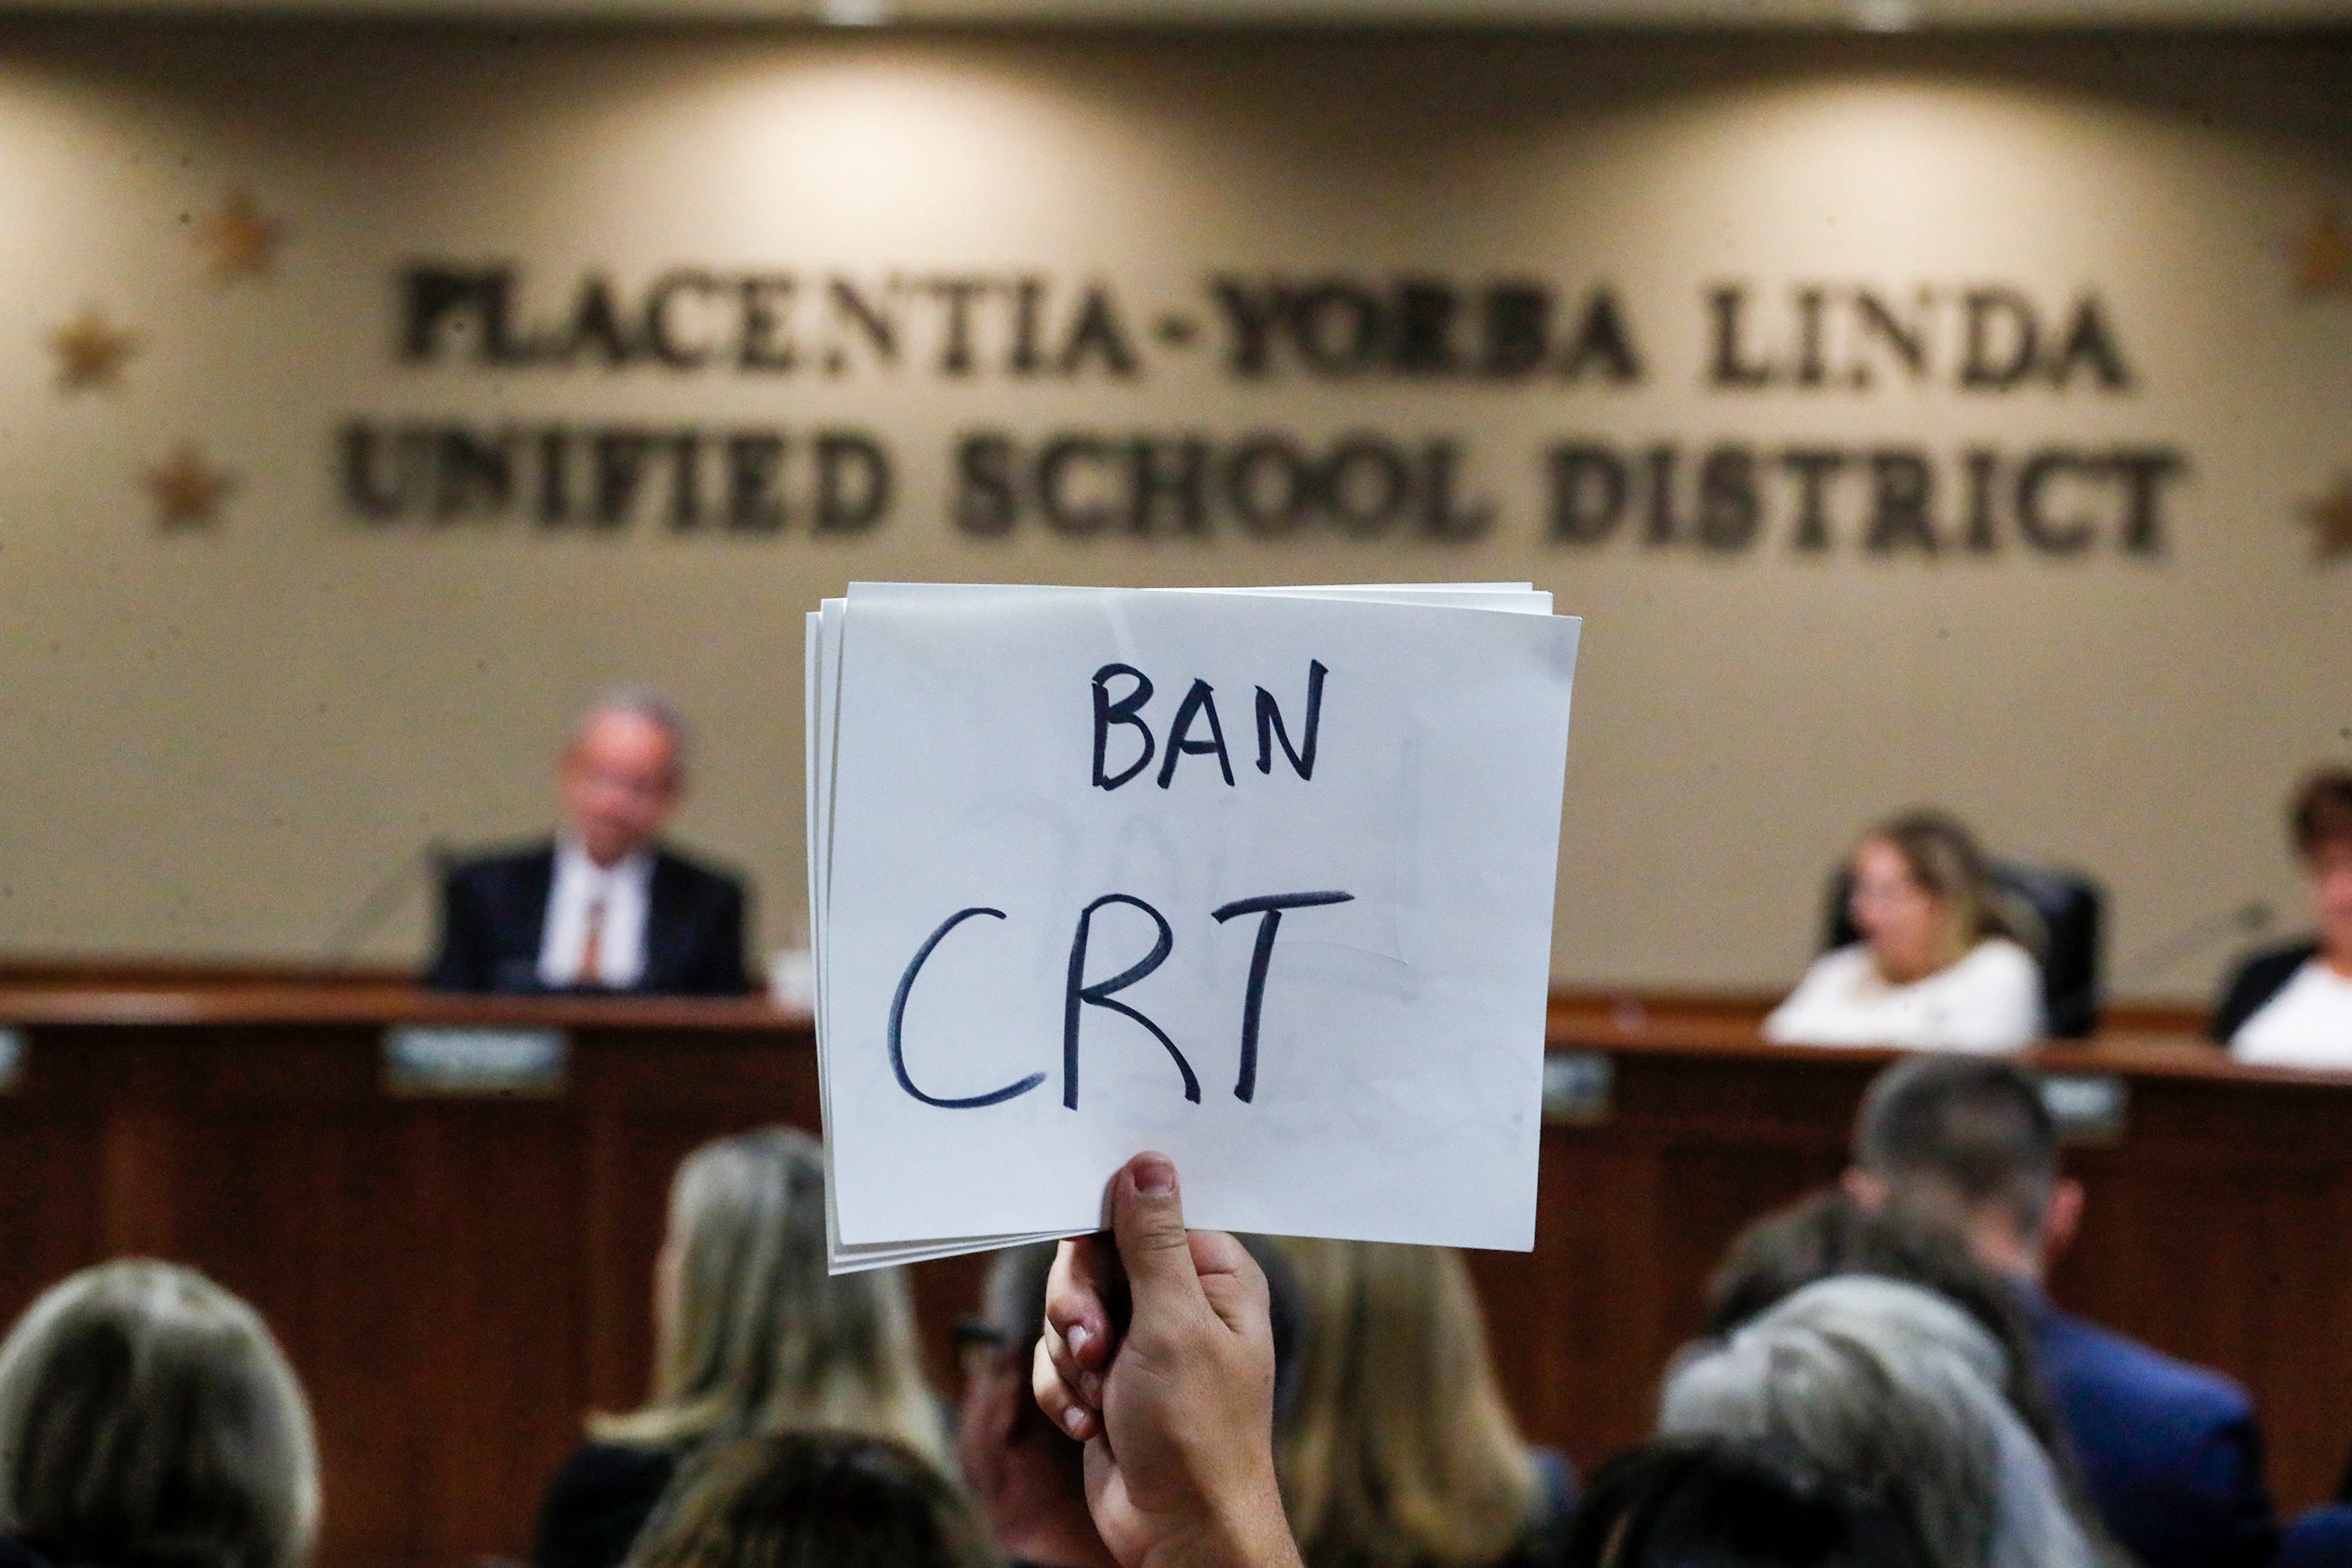 PLACENTIA-YORBA LINDA
UNIFIED SCHOOL DISTRICT
BAN
CRT